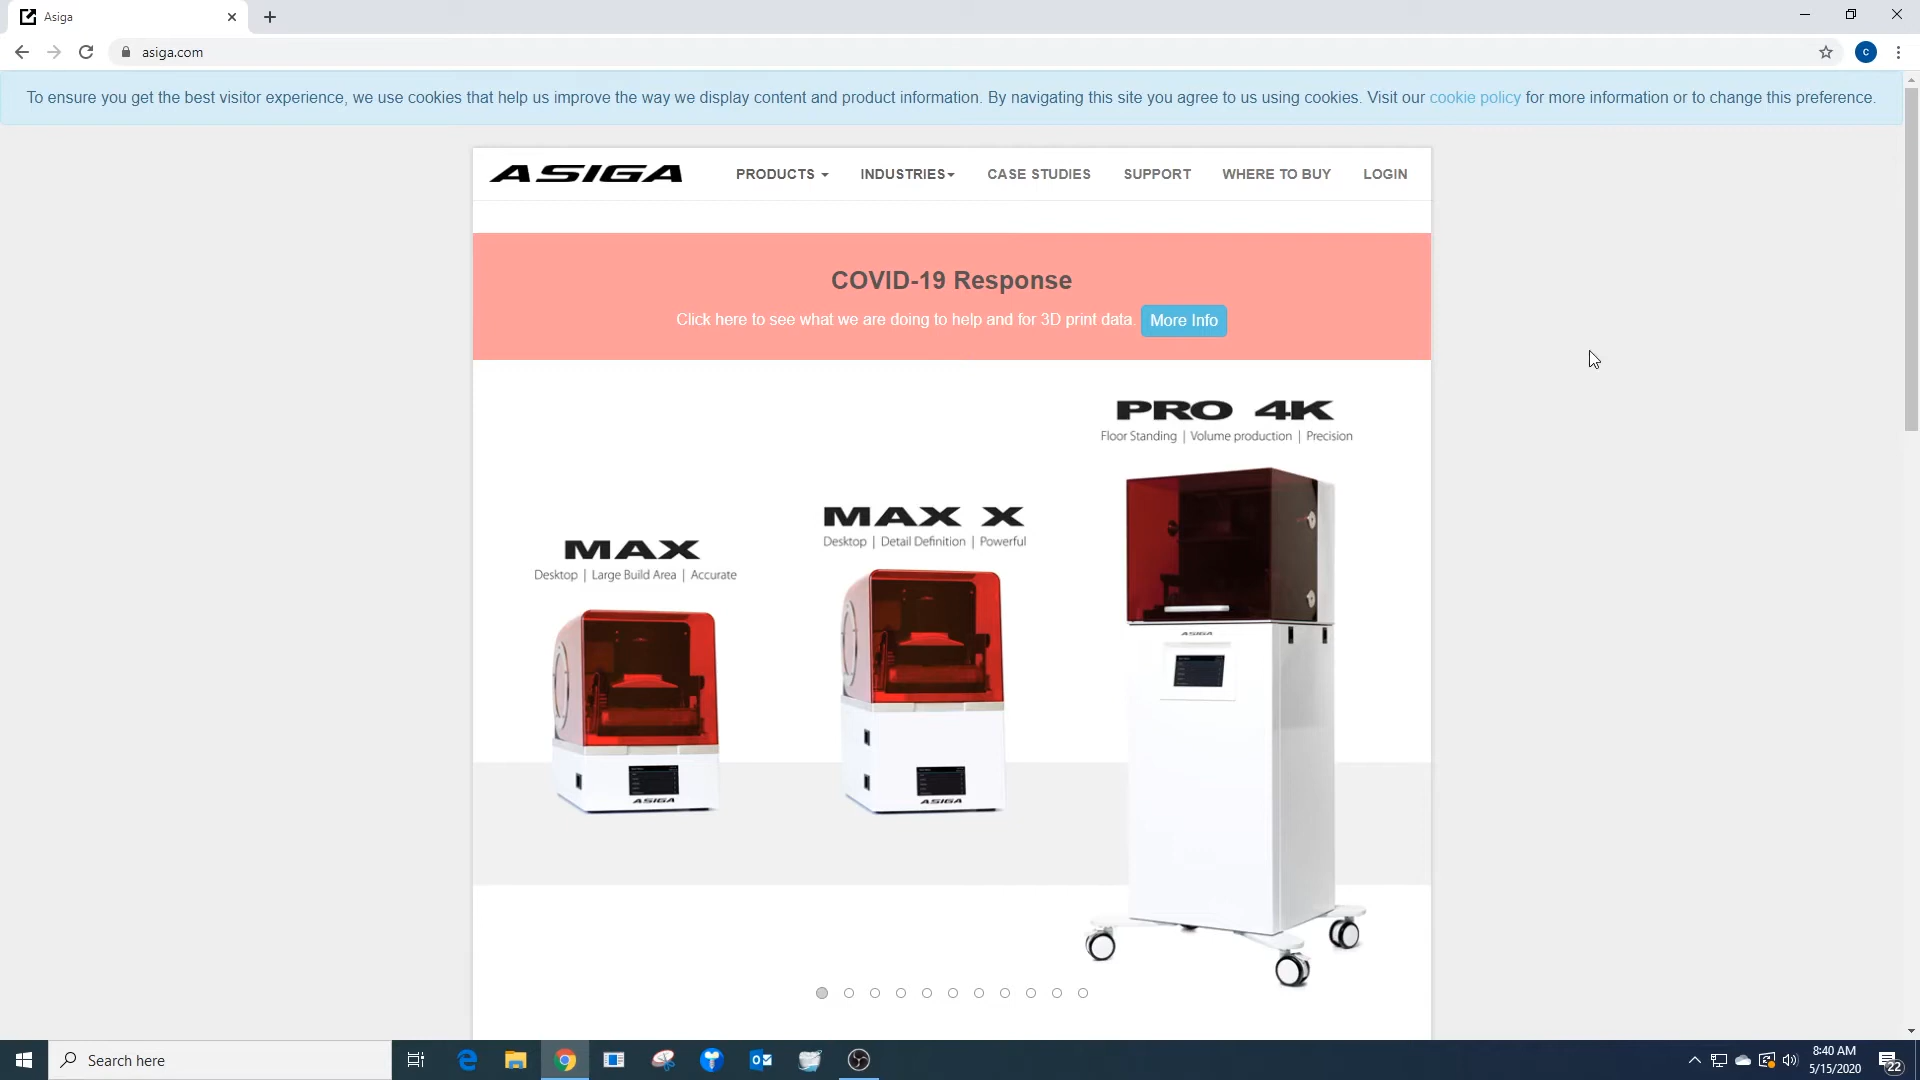 Asiga
asiga.com
C
To ensure you get the best visitor experience, we use cookies that help us improve the way we display content and product information. By navigating this site you agree to us using cookies. Visit our cookie policy for more information or to change this preference.
ASIGA
PRODUCTS INDUSTRIES CASE STUDIES SUPPORT WHERE TO BUY LOGIN
COVID-19 Response
Click here to see what we are doing to help and for 3D print data. More Info
PRO 4K
Floor Standing | Volume production | Precision
MAX X
Desktop | Detail Definition | Powerful
MAX
Desktop | Large Build Area | Accurate
ASIGA
ASIGA
ASIGA
Search here
8:40 AM
5/15/2020
22